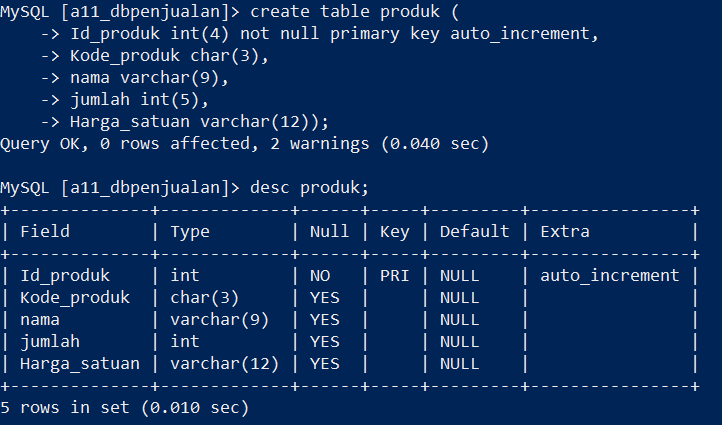 MySQL [a11_dbpenjualan]> create table produk (
    -> Id_produk int(4) not null primary key auto_increment,
    -> Kode_produk char(3),
    -> nama varchar(9),
    -> jumlah int(5),
    -> Harga_satuan varchar(12));
Query OK, 0 rows affected, 2 warnings (0.040 sec)

MySQL [a11_dbpenjualan]> desc produk;
+--------------+-------------+------+-----+---------+----------------+
| Field        | Type        | Null | Key | Default | Extra          |
+--------------+-------------+------+-----+---------+----------------+
| Id_produk    | int         | NO   | PRI | NULL    | auto_increment |
| Kode_produk  | char(3)     | YES  |     | NULL    |                |
| nama         | varchar(9)  | YES  |     | NULL    |                |
| jumlah       | int         | YES  |     | NULL    |                |
| Harga_satuan | varchar(12) | YES  |     | NULL    |                |
+--------------+-------------+------+-----+---------+----------------+
5 rows in set (0.010 sec)